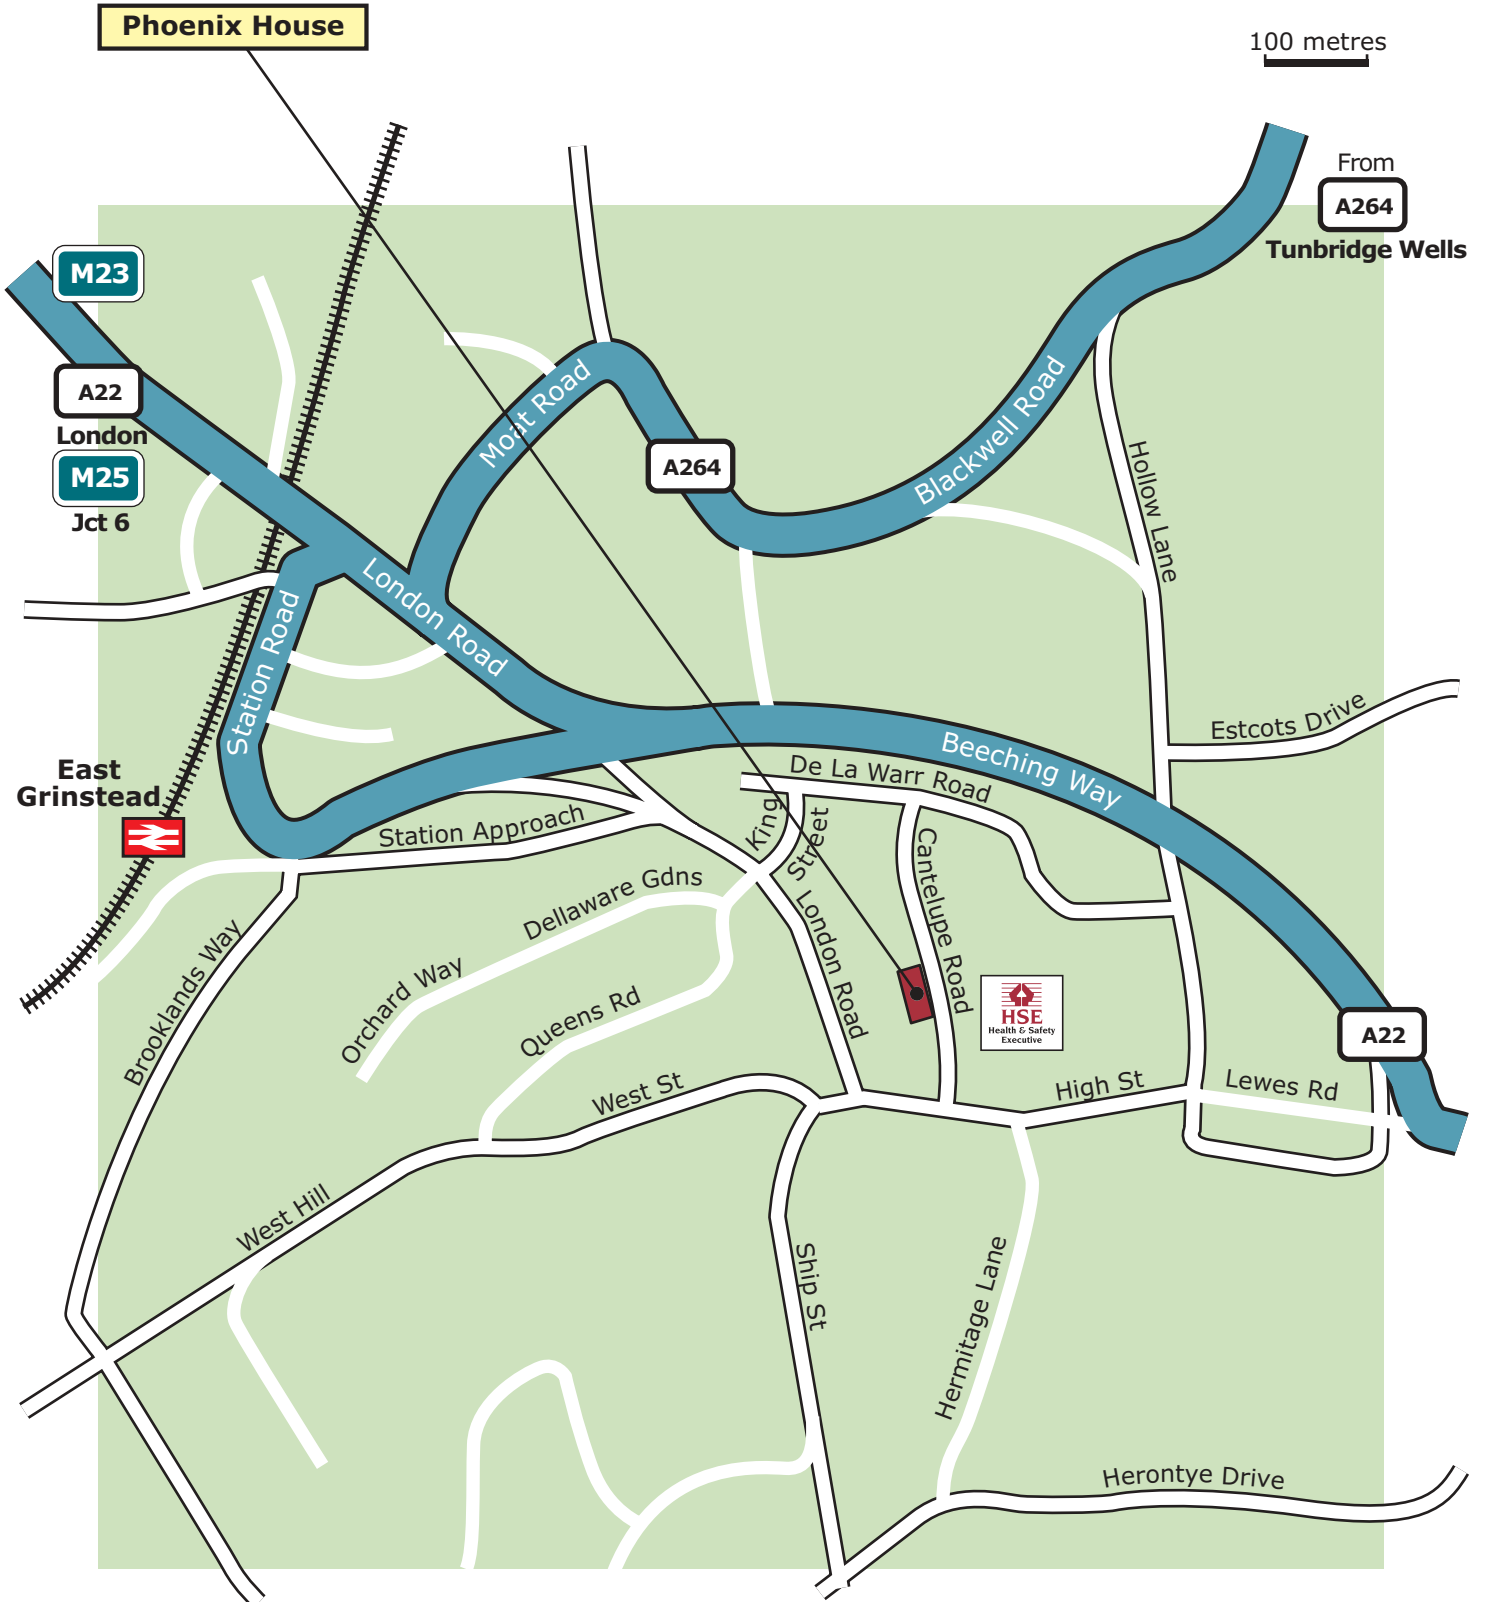 Phoenix House
100 metres
From
A264
Tunbridge Wells
M23
A22
London
M25
Jct 6
Moat Road
A264
Blackwell Road
Hollow Lane
London Road
Station Road
East
Grinstead
Estcots Drive
Beeching Way
De La Warr Road
King
Street
Station Approach
Cantelupe Road
Dellaware Gdns
London Road
Orchard Way
Queens Rd
Brooklands Way
HSE
Health & Safety
Executive
A22
West St
High St
Lewes Rd
West Hill
Ship St
Hermitage Lane
Herontye Drive